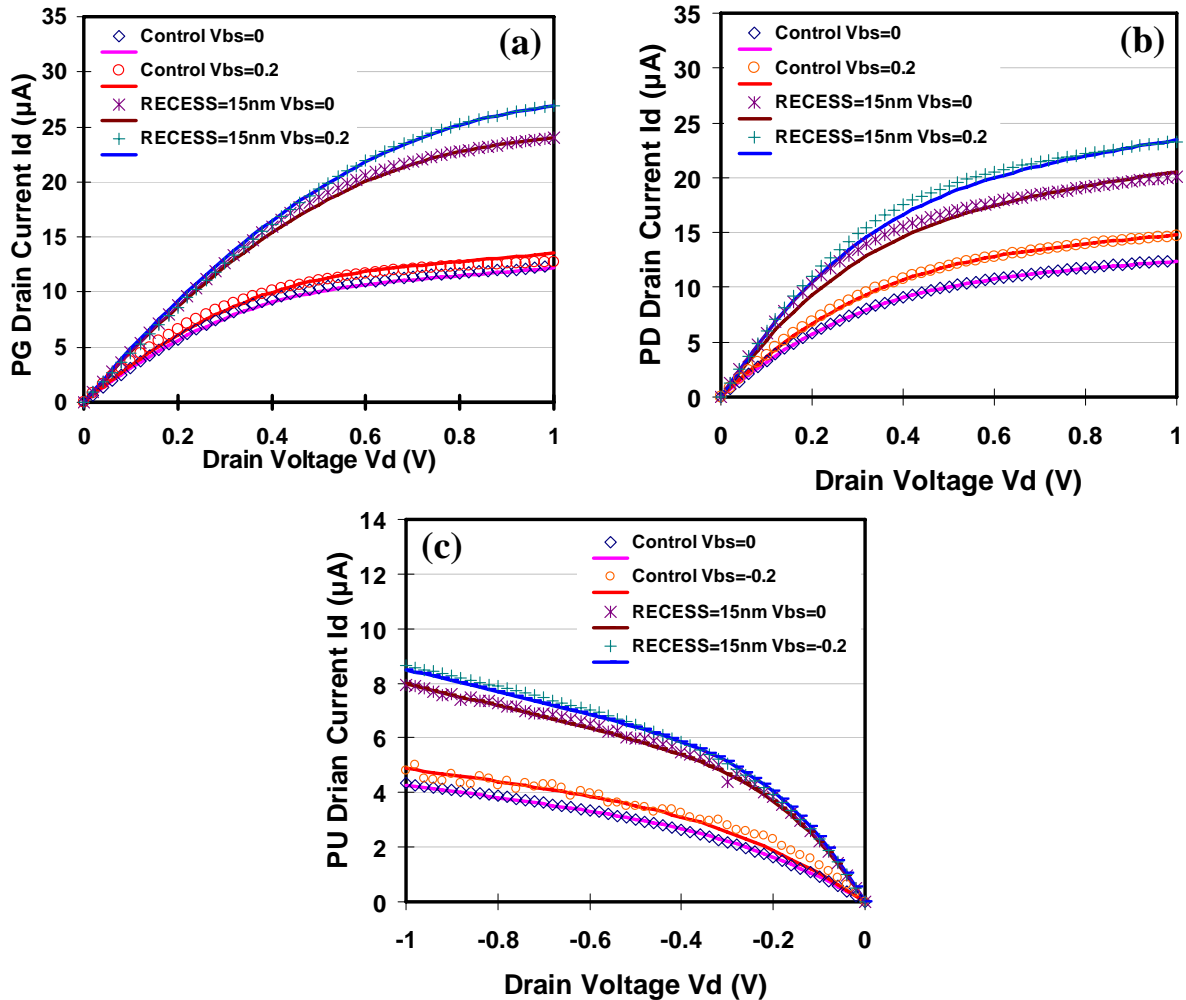 (a)
PG Drain Current Id (µA)
35
30
25
20
15
10
5
0
Control Vbs=0
Control Vbs=0.2
RECESS=15nm Vbs=0
RECESS=15nm Vbs=0.2
0 0.2 0.4 0.6 0.8 1
Drain Voltage Vd (V)
(b)
PD Drain Current Id (µA)
35
30
25
20
15
10
5
0
Control Vbs=0
Control Vbs=0.2
RECESS=15nm Vbs=0
RECESS=15nm Vbs=0.2
0 0.2 0.4 0.6 0.8 1
Drain Voltage Vd (V)
(c)
PU Drian Current Id (µA)
14
12
10
8
6
4
2
0
Control Vbs=0
Control Vbs=-0.2
RECESS=15nm Vbs=0
RECESS=15nm Vbs=-0.2
-1 -0.8 -0.6 -0.4 -0.2 0
Drain Voltage Vd (V)